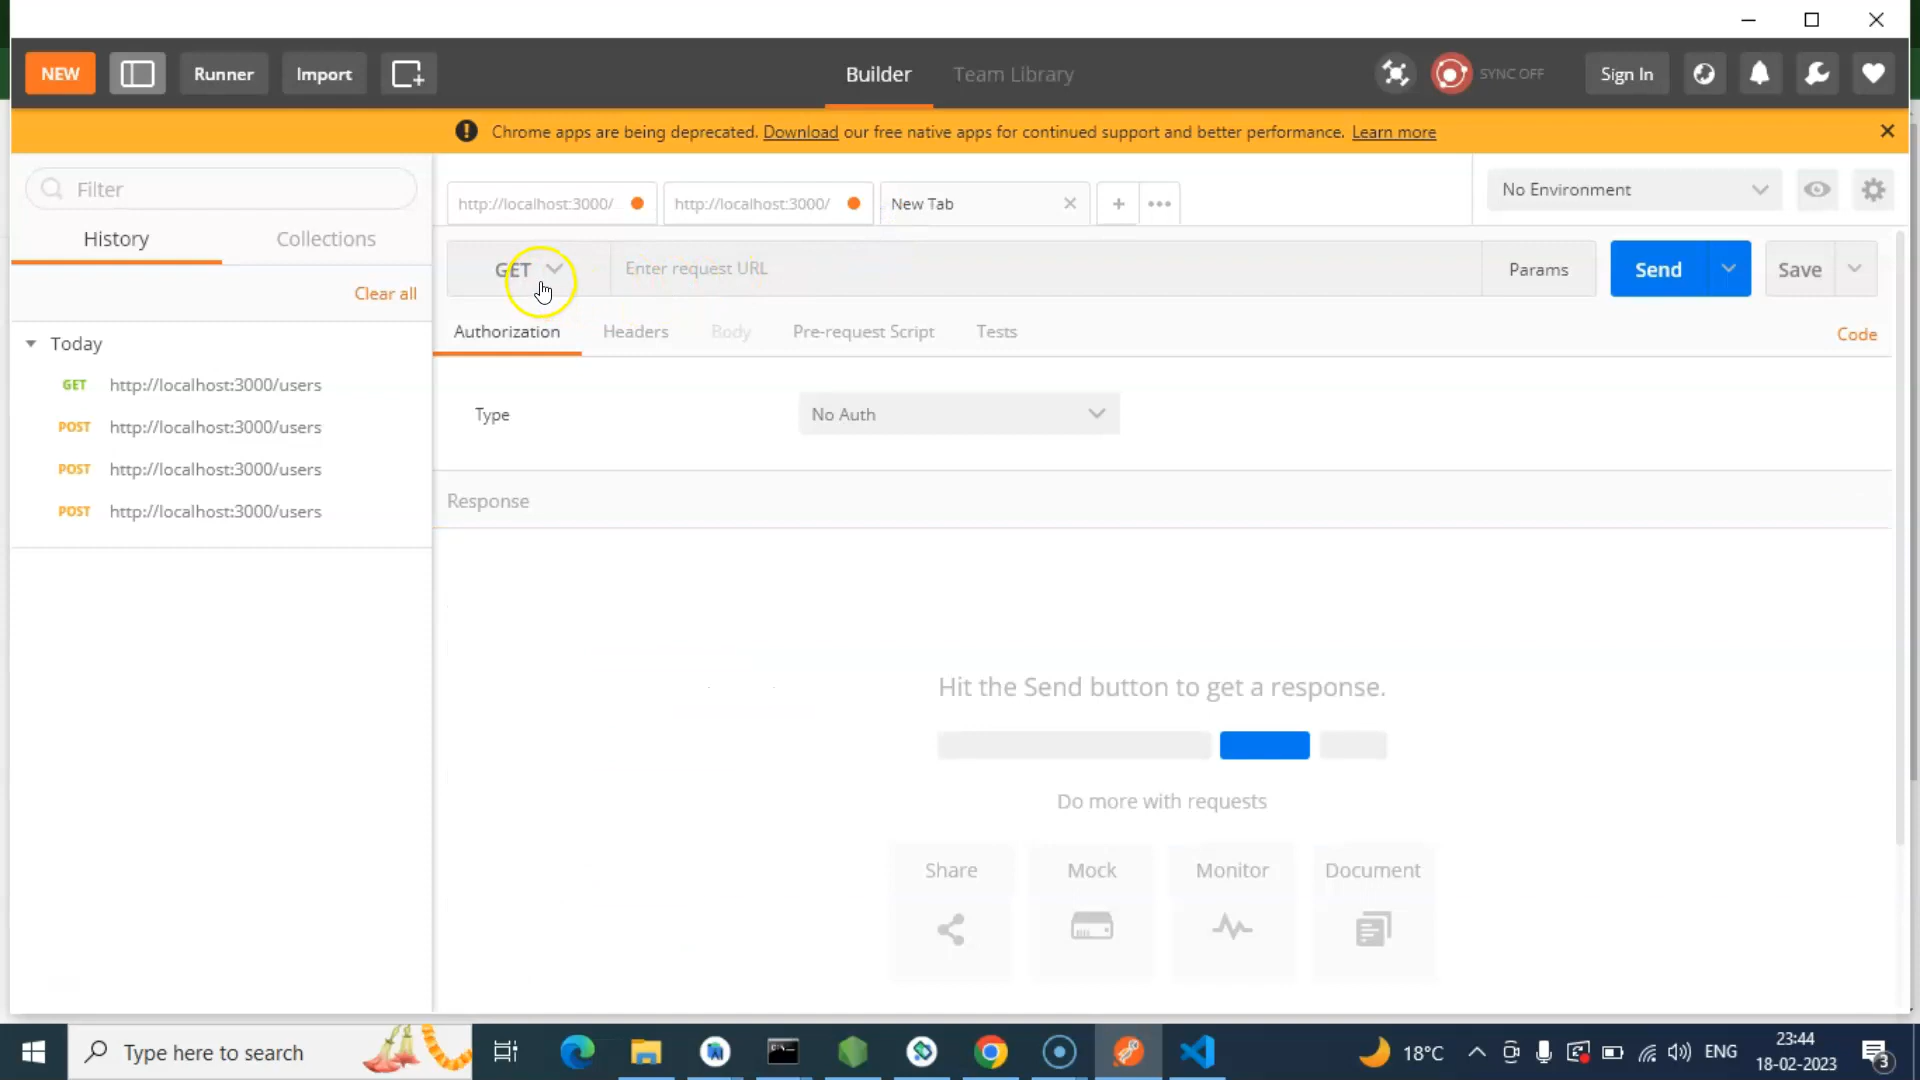 NEW
Runner
Import
Builder
Team Library
SYNC OFF
Sign In
Chrome apps are being deprecated. Download our free native apps for continued support and better performance. Learn more
Filter
History
Collections
Clear all
Today
GET http://localhost:3000/users
POST http://localhost:3000/users
POST http://localhost:3000/users
POST http://localhost:3000/users
http://localhost:3000/
http://localhost:3000/
New Tab
No Environment
GET
Enter request URL
Params
Send
Save
Authorization
Headers
Body
Pre-request Script
Tests
Code
Type
No Auth
Response
Hit the Send button to get a response.
Do more with requests
Share
Mock
Monitor
Document
Type here to search
18°C
ENG
23:44
18-02-2023
3